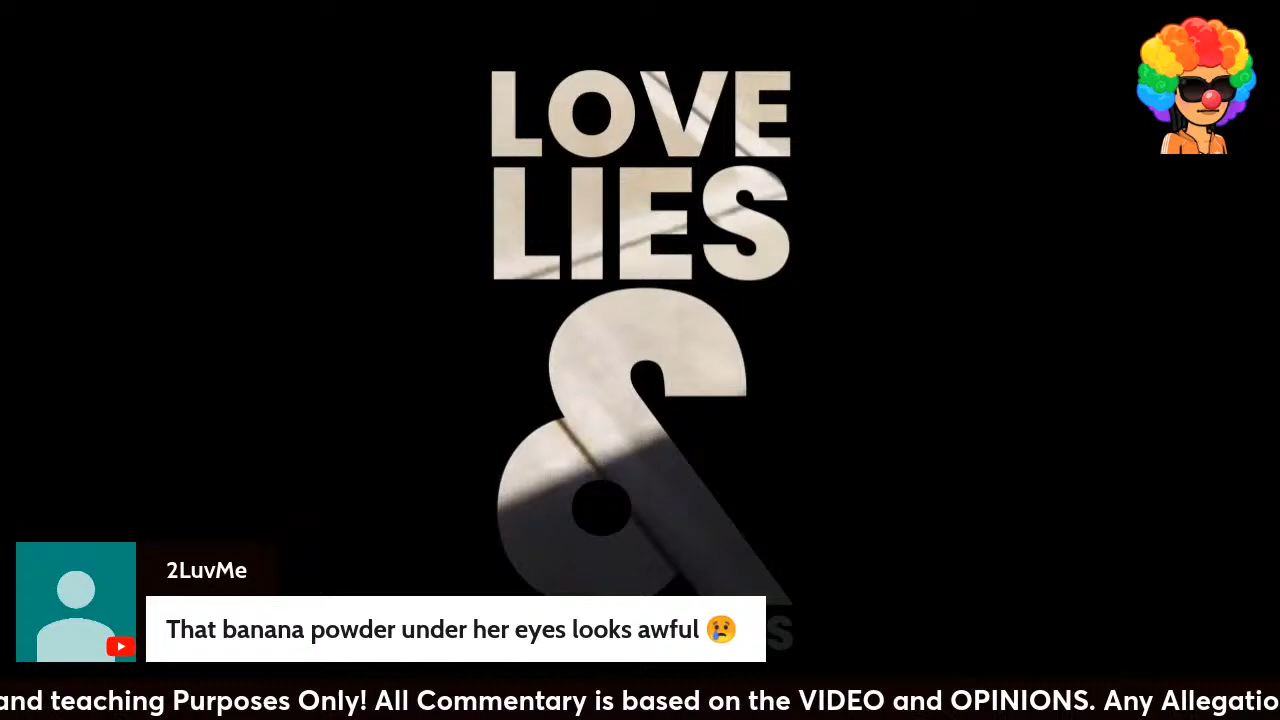 LOVE
LIES
&
2LuvMe
That banana powder under her eyes looks awful 😢
and teaching Purposes Only! All Commentary is based on the VIDEO and OPINIONS. Any Allegatio